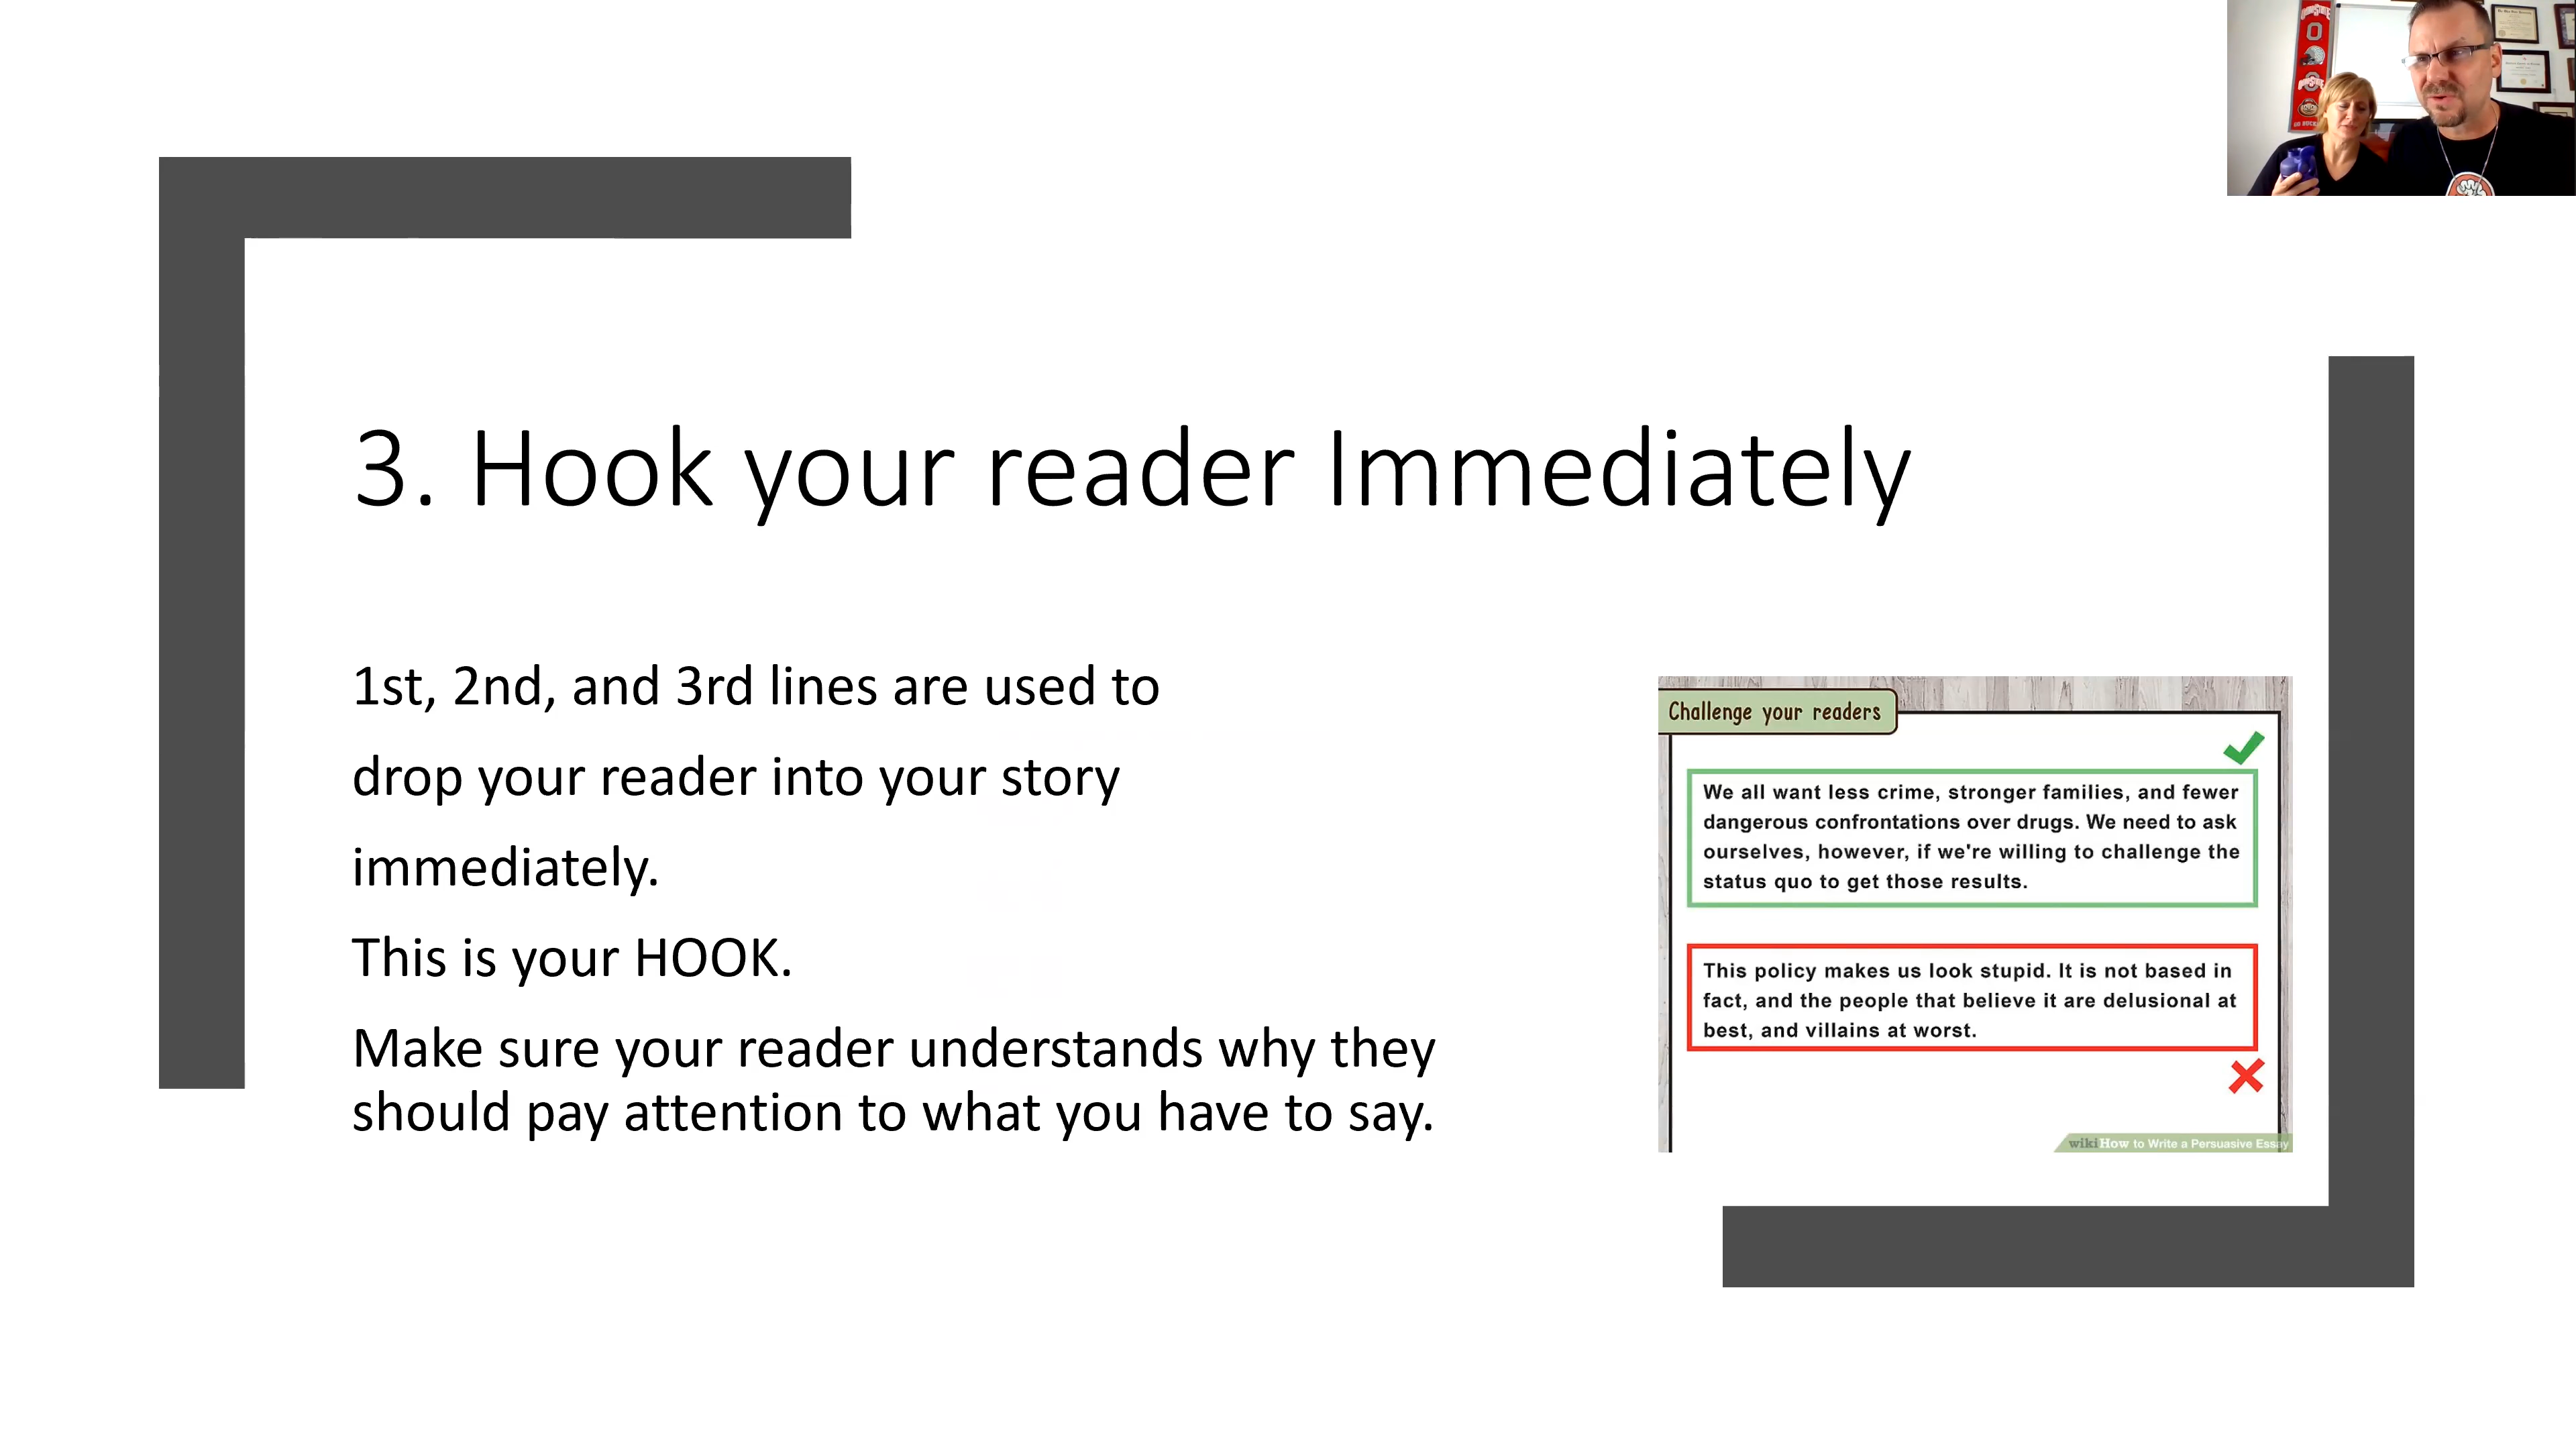 3. Hook your reader Immediately
1st, 2nd, and 3rd lines are used to
drop your reader into your story
immediately.
This is your HOOK.
Make sure your reader understands why they
should pay attention to what you have to say.
Challenge your readers
We all want less crime, stronger families, and fewer
dangerous confrontations over drugs. We need to ask
ourselves, however, if we're willing to challenge the
status quo to get those results.
This policy makes us look stupid. It is not based in
fact, and the people that believe it are delusional at
best, and villains at worst.
wikiHow to Write a Persuasive Essay